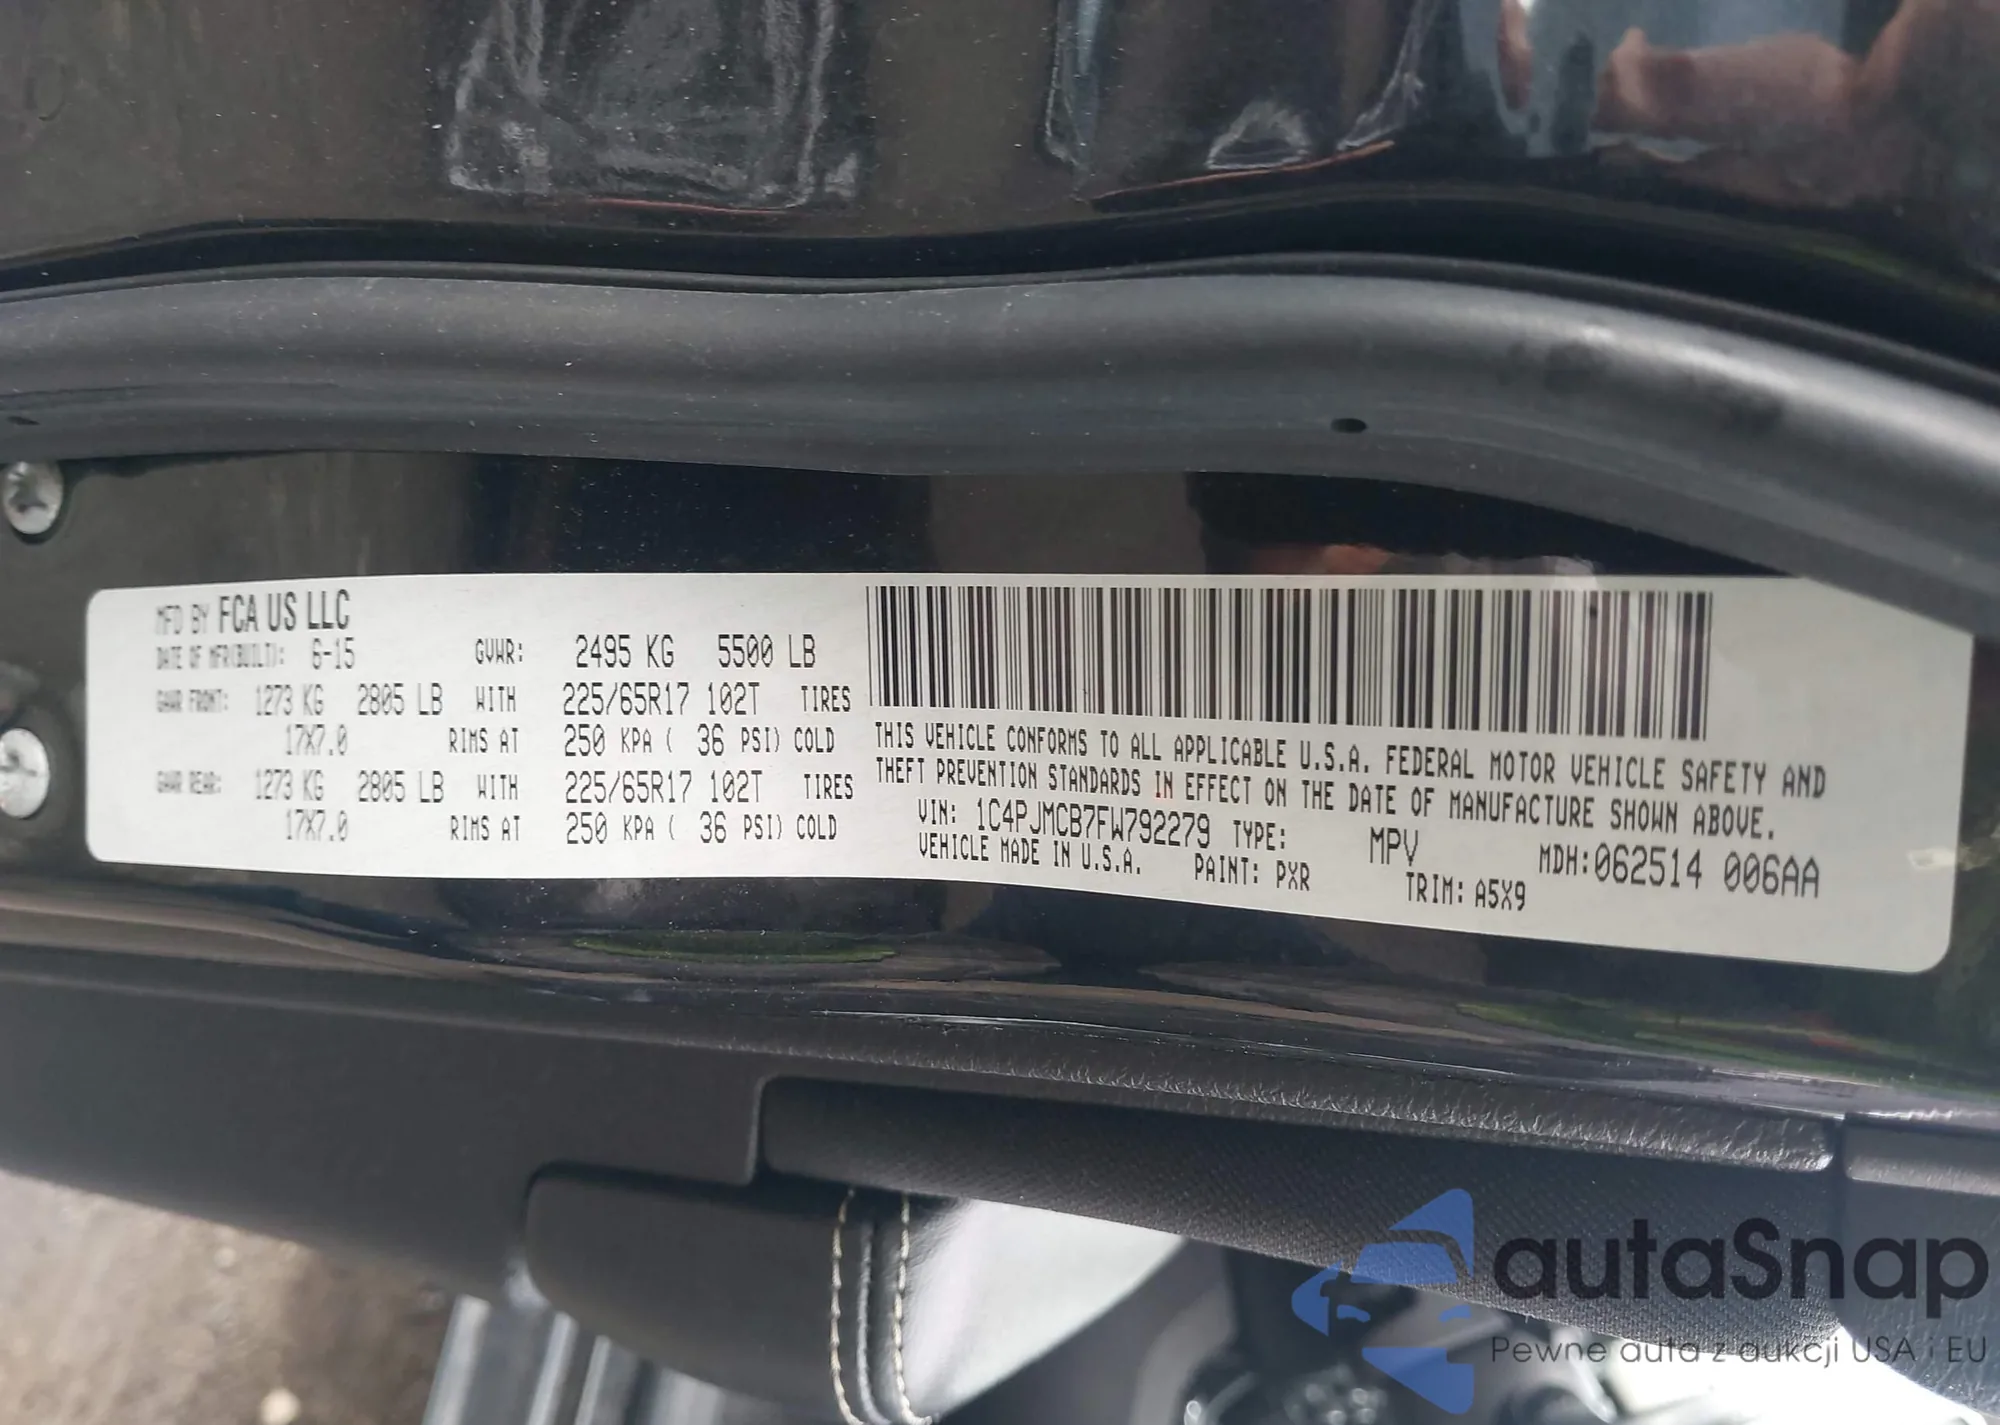 MFD BY FCA US LLC
DATE OF MFR(BUILT): 6-15 GVWR: 2495 KG 5500 LB
GAWR FRONT: 1273 KG 2805 LB WITH 225/65R17 102T TIRES
17X7.0 RIMS AT 250 KPA ( 36 PSI) COLD
GAWR REAR: 1273 KG 2805 LB WITH 225/65R17 102T TIRES
17X7.0 RIMS AT 250 KPA ( 36 PSI) COLD
THIS VEHICLE CONFORMS TO ALL APPLICABLE U.S.A. FEDERAL MOTOR VEHICLE SAFETY AND
THEFT PREVENTION STANDARDS IN EFFECT ON THE DATE OF MANUFACTURE SHOWN ABOVE.
VIN: 1C4PJMCB7FW792279 TYPE: MPV MDH:062514 006AA
VEHICLE MADE IN U.S.A. PAINT: PXR TRIM: A5X9
autaSnap
Pewne auta z aukcji USA i EU